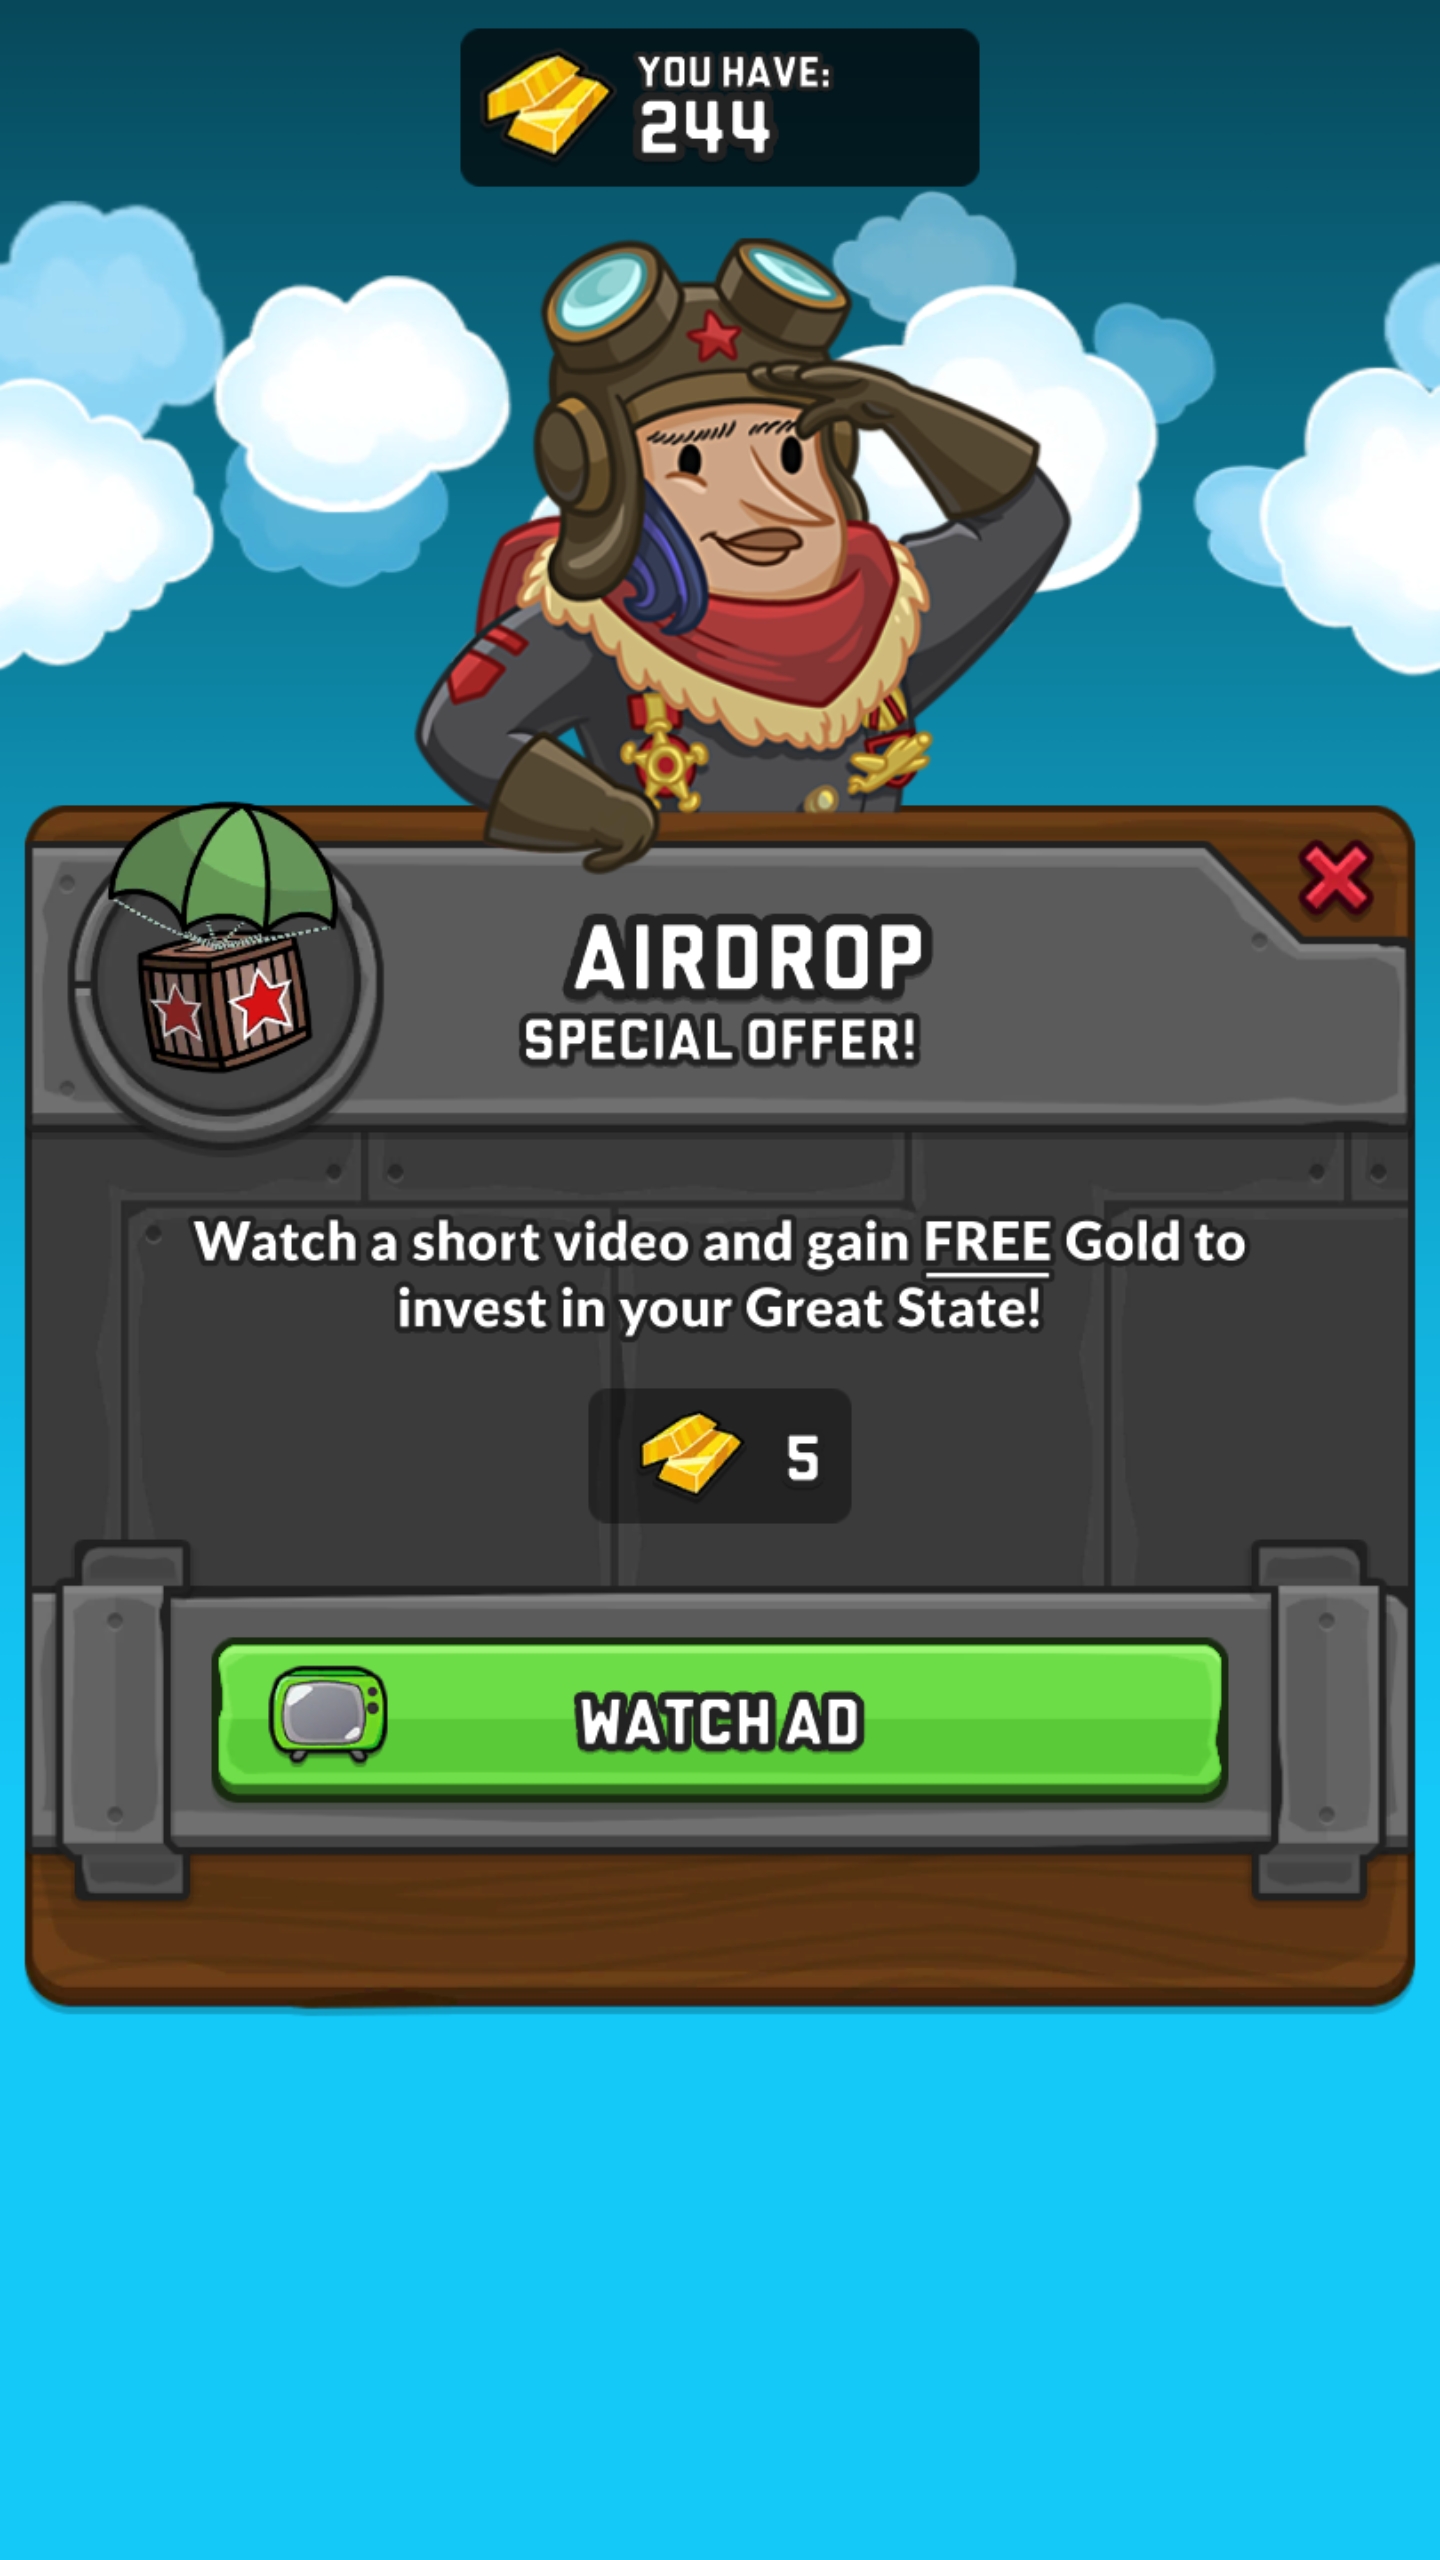 YOU HAVE:
244
AIRDROP
SPECIAL OFFER!
Watch a short video and gain FREE Gold to
invest in your Great State!
5
WATCH AD